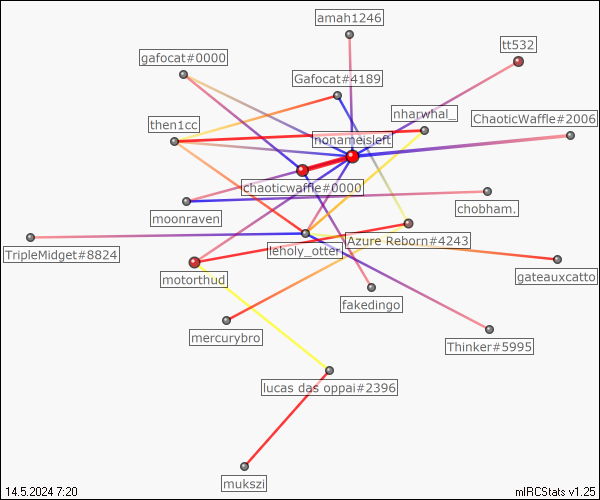 amah1246
tt532
gafocat#0000
Gafocat#4189
nharwhal_
ChaoticWaffle#2006
then1cc
nonameisleft
chaoticwaffle#0000
moonraven
chobham.
TripleMidget#8824
leholy_otter
Azure Reborn#4243
motorthud
gateauxcatto
fakedingo
mercurybro
Thinker#5995
lucas das oppai#2396
mukszi
14.5.2024 7:20
mIRCStats v1.25